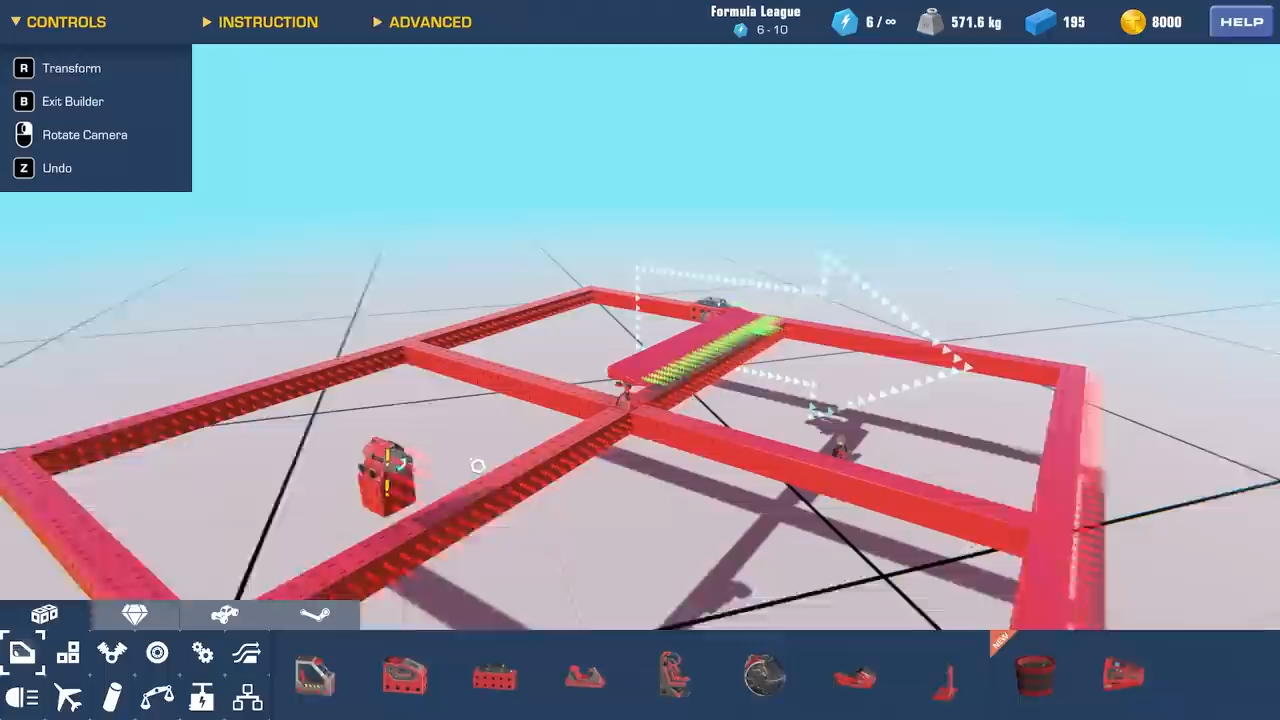 CONTROLS
INSTRUCTION
ADVANCED
Formula League
6 - 10
6 / ∞
571.6 kg
195
8000
HELP
R Transform
B Exit Builder
Rotate Camera
Z Undo
NEW